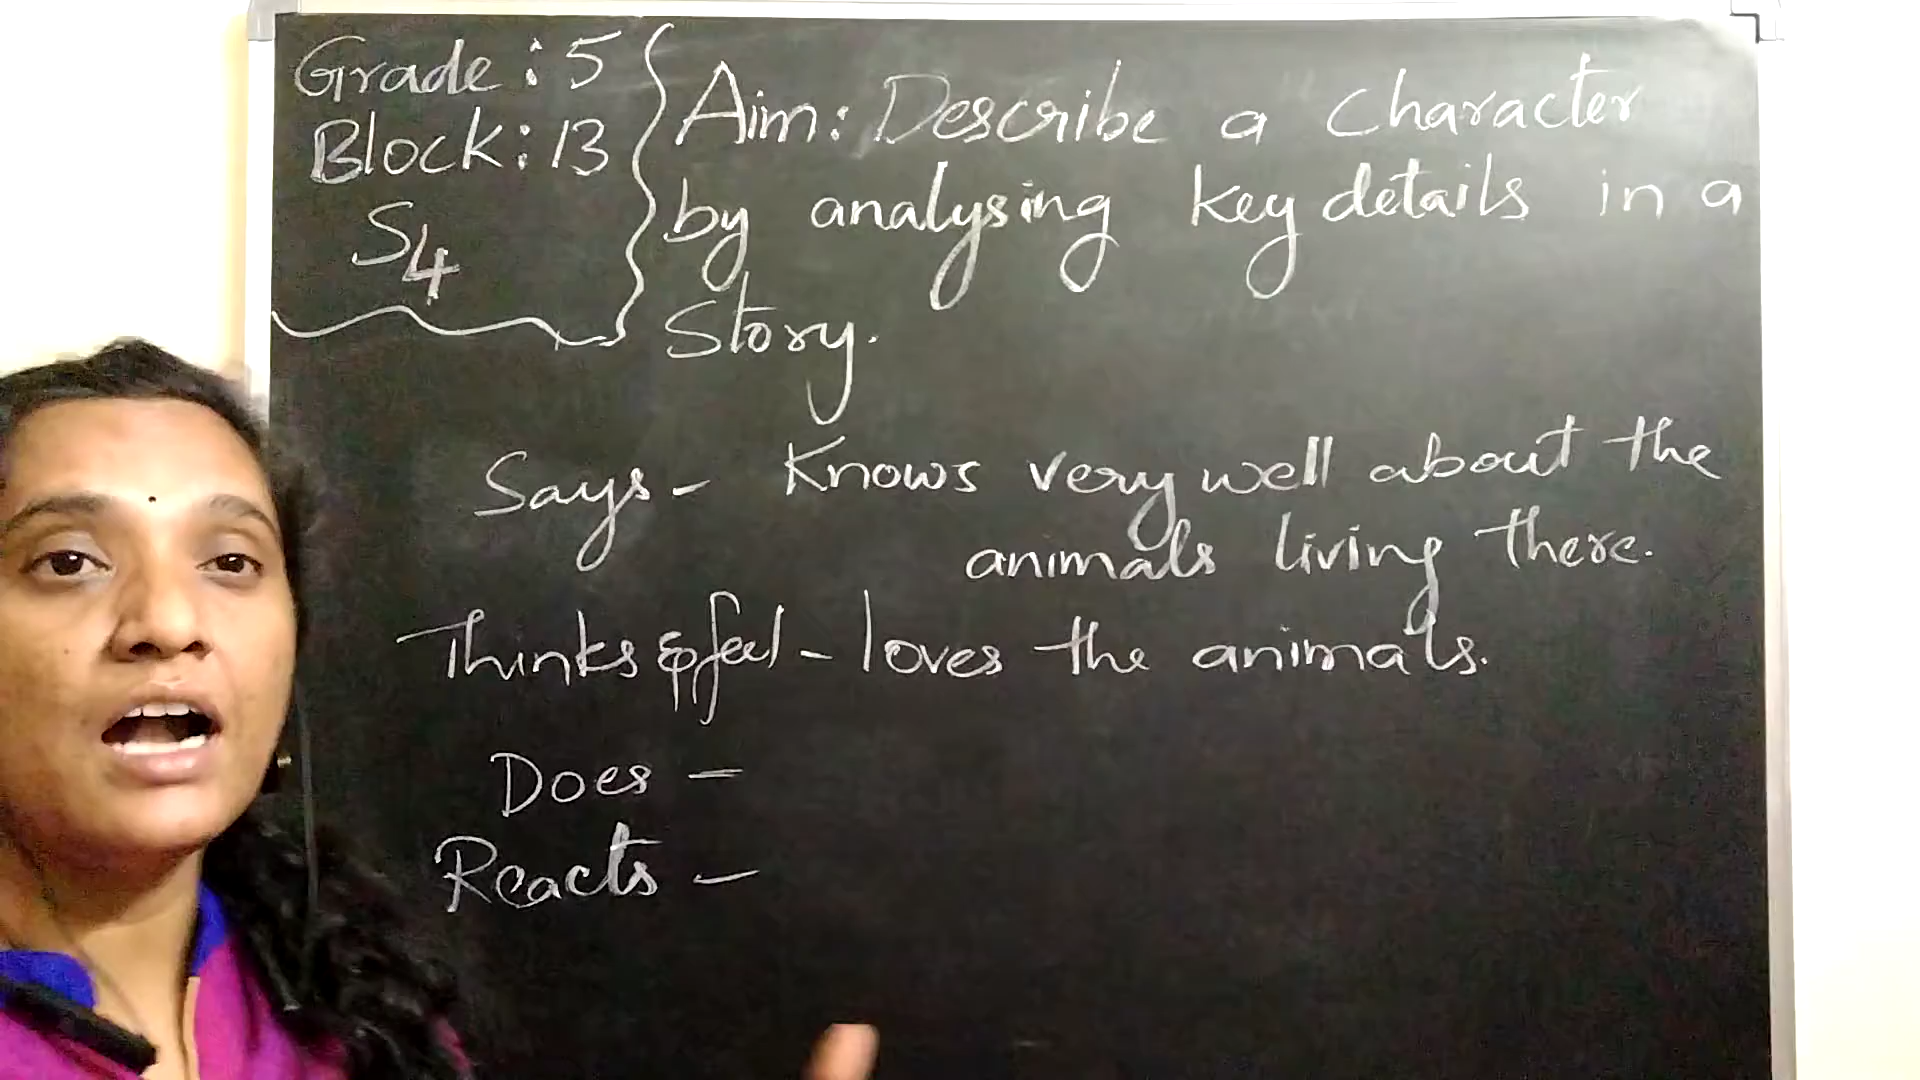 Grade : 5
Block : 13
S4
Aim: Describe a character
by analysing key details in a
Story.
Says - Knows very well about the
animals living there.
Thinks & feel - loves the animals.
Does -
Reacts -